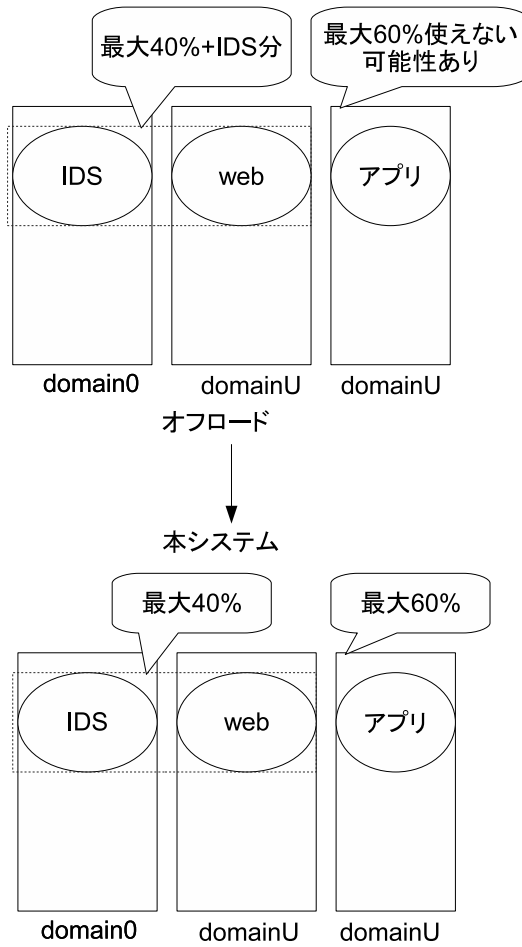 最大40%+IDS分
最大60%使えない
可能性あり
IDS
web
アプリ
domain0
domainU
domainU
オフロード
本システム
最大40%
最大60%
IDS
web
アプリ
domain0
domainU
domainU